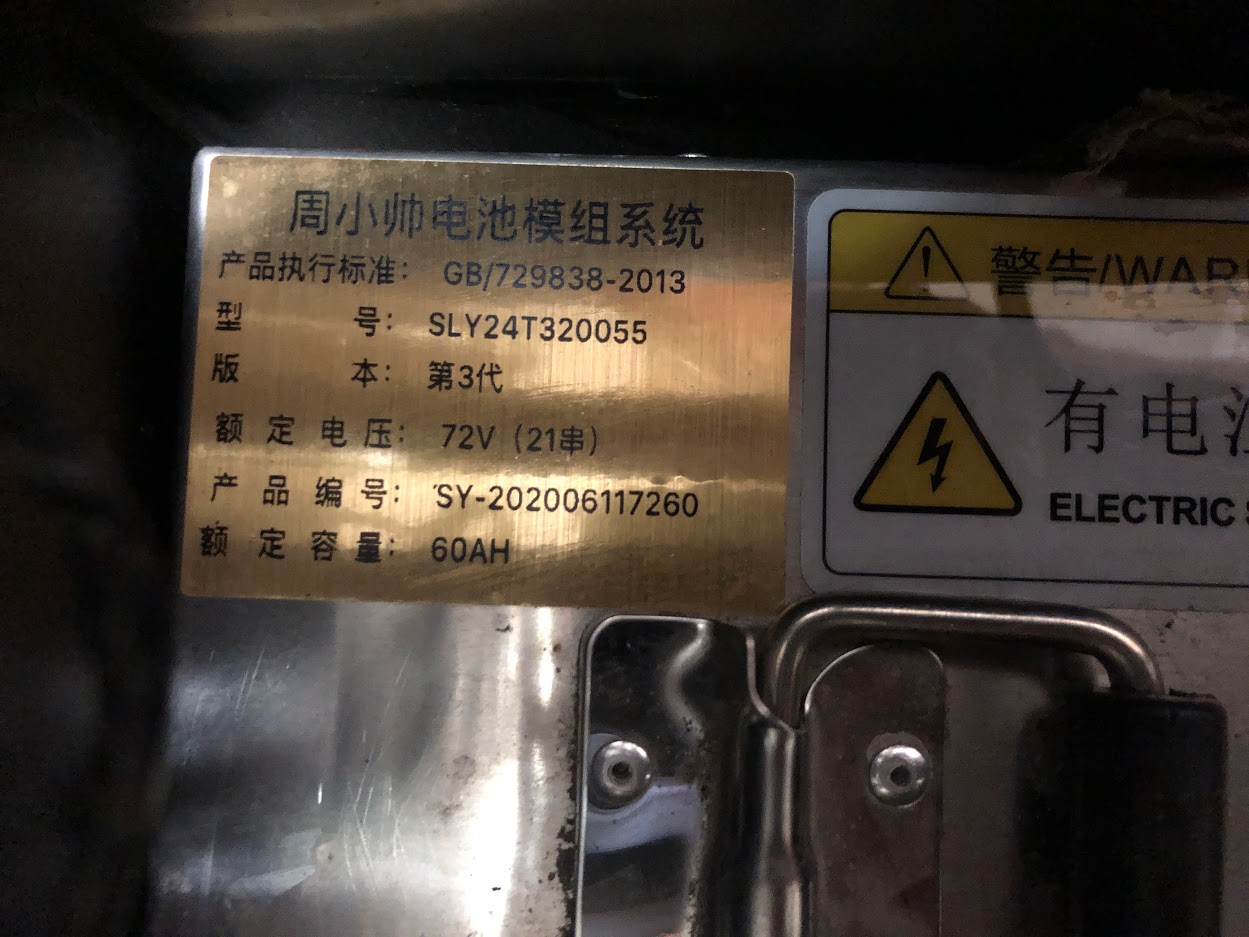 周小帅电池模组系统
产品执行标准： GB/729838-2013
型 号： SLY24T320055
版 本： 第3代
额 定 电 压： 72V（21串）
产 品 编 号： SY-202006117260
额 定 容 量： 60AH
警告/WAR
有电
ELECTRIC